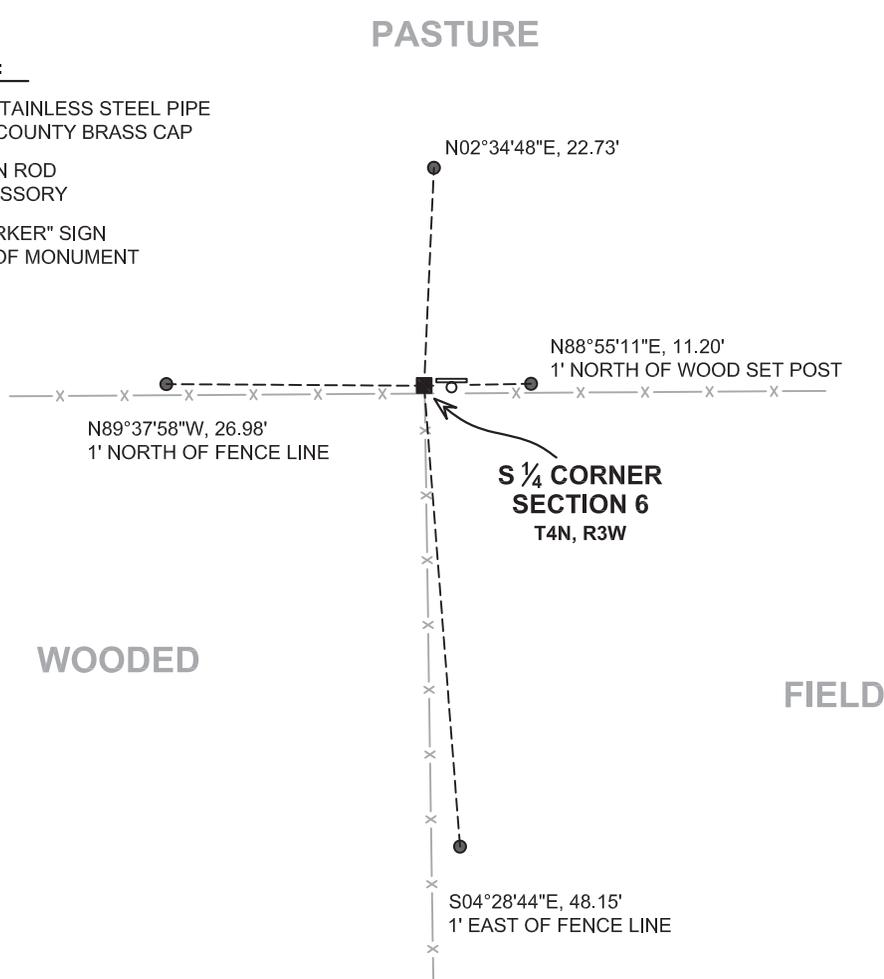 PASTURE
:
TAINLESS STEEL PIPE
COUNTY BRASS CAP
N ROD
SSORY
RKER" SIGN
OF MONUMENT
N02°34'48"E, 22.73'
N88°55'11"E, 11.20'
1' NORTH OF WOOD SET POST
N89°37'58"W, 26.98'
1' NORTH OF FENCE LINE
S ¼ CORNER
SECTION 6
T4N, R3W
WOODED
FIELD
S04°28'44"E, 48.15'
1' EAST OF FENCE LINE